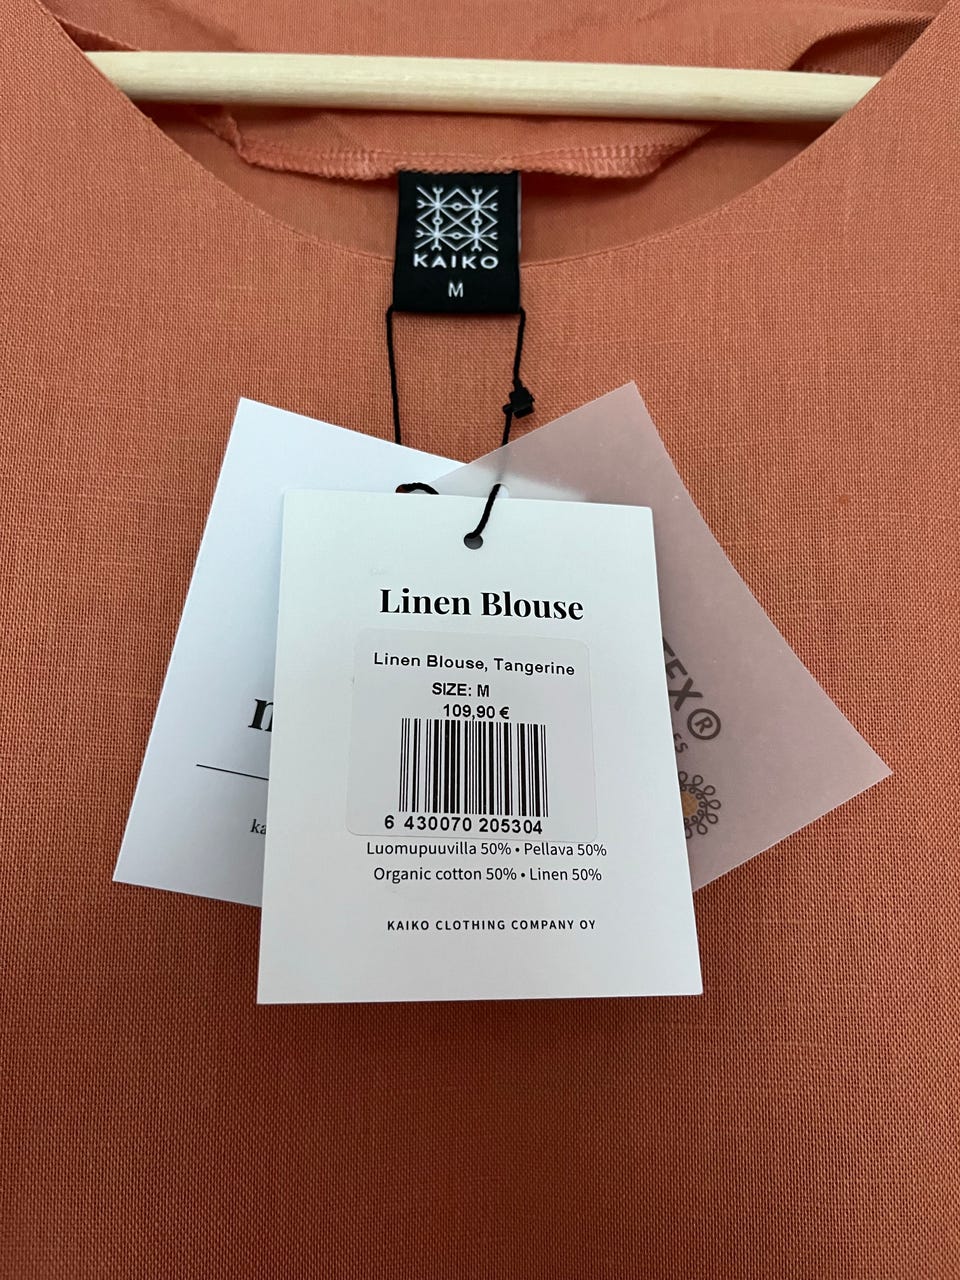 KAIKO
M
Linen Blouse
Linen Blouse, Tangerine
SIZE: M
109,90 €
6 430070 205304
Luomupuuvilla 50% • Pellava 50%
Organic cotton 50% • Linen 50%
KAIKO CLOTHING COMPANY OY